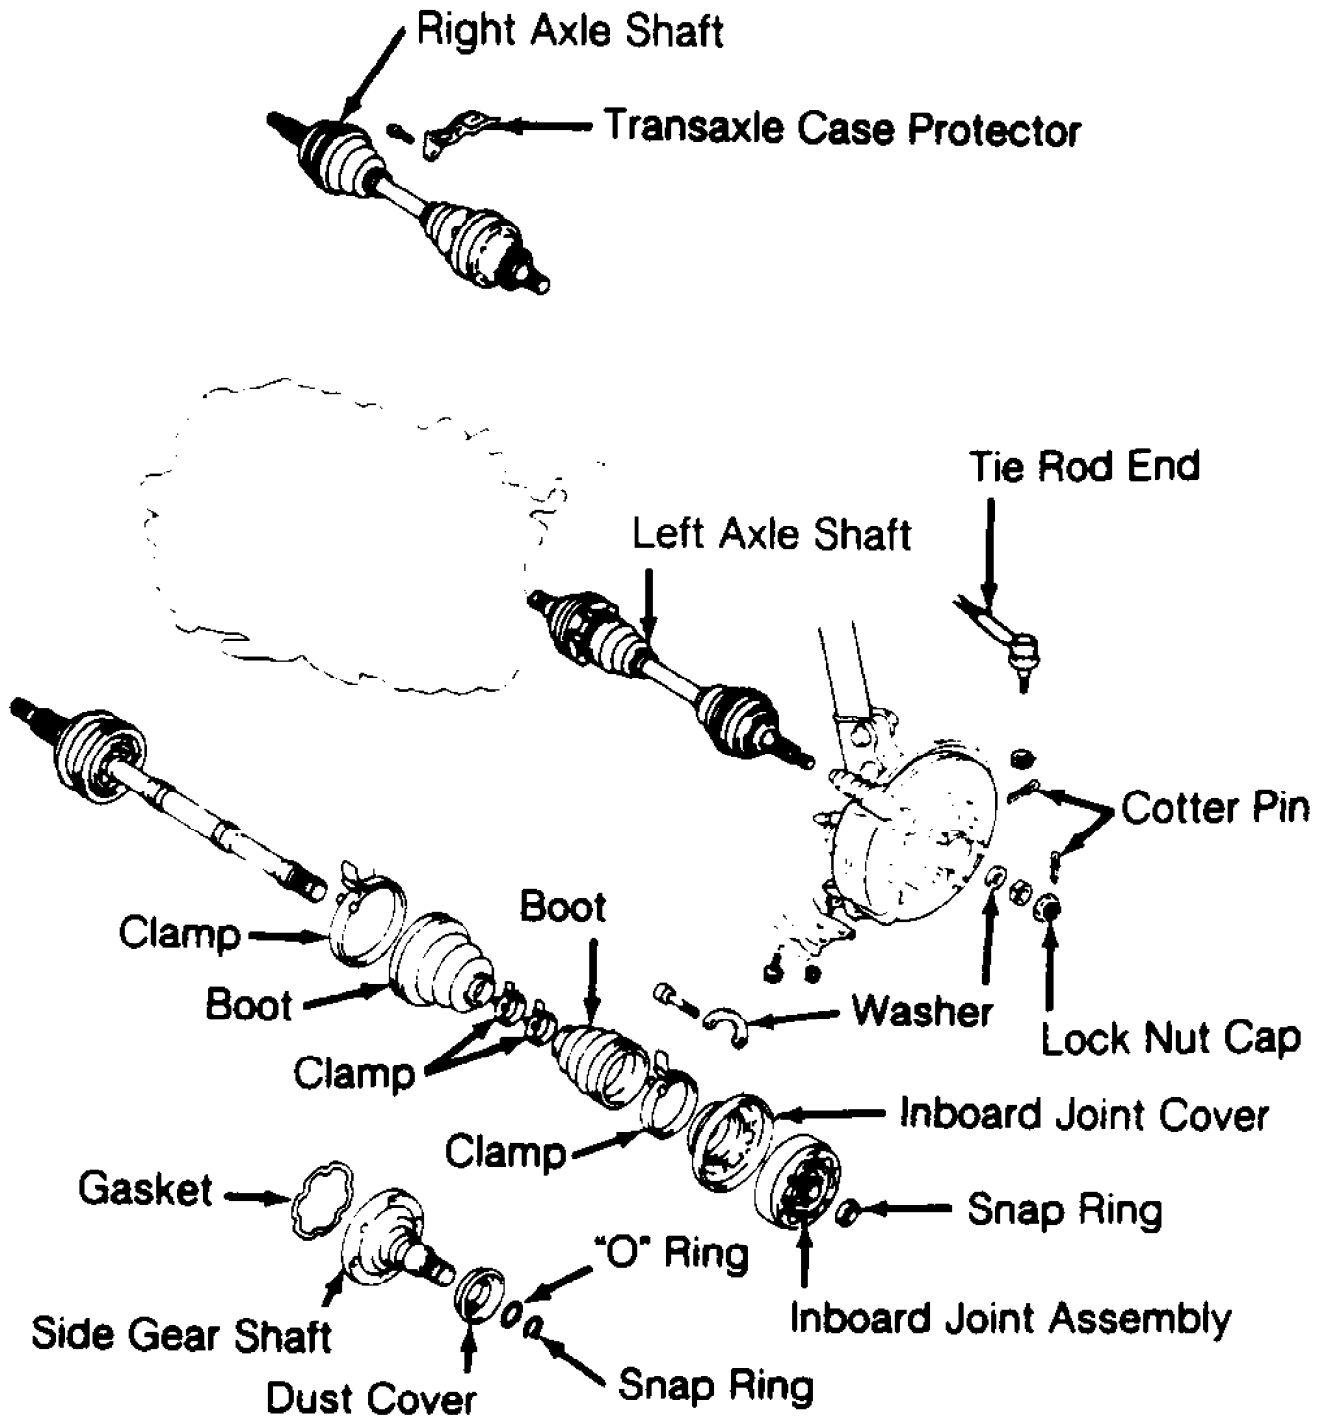 Right Axle Shaft
Transaxle Case Protector
Tie Rod End
Left Axle Shaft
Cotter Pin
Boot
Clamp
Boot
Washer
Lock Nut Cap
Clamp
Inboard Joint Cover
Clamp
Gasket
Snap Ring
"O" Ring
Inboard Joint Assembly
Side Gear Shaft
Dust Cover
Snap Ring